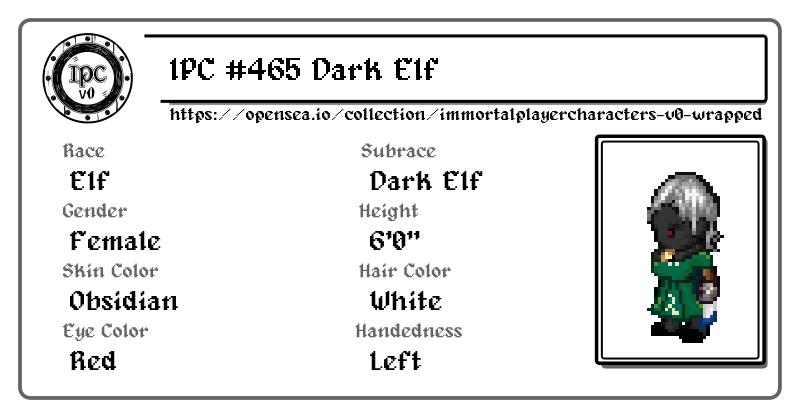 IPC
v0
IPC #465 Dark Elf
https://opensea.io/collection/immortalplayercharacters-v0-wrapped
Race
Subrace
Elf
Dark Elf
Gender
Height
Female
6'0"
Skin Color
Hair Color
Obsidian
White
Eye Color
Handedness
Red
Left